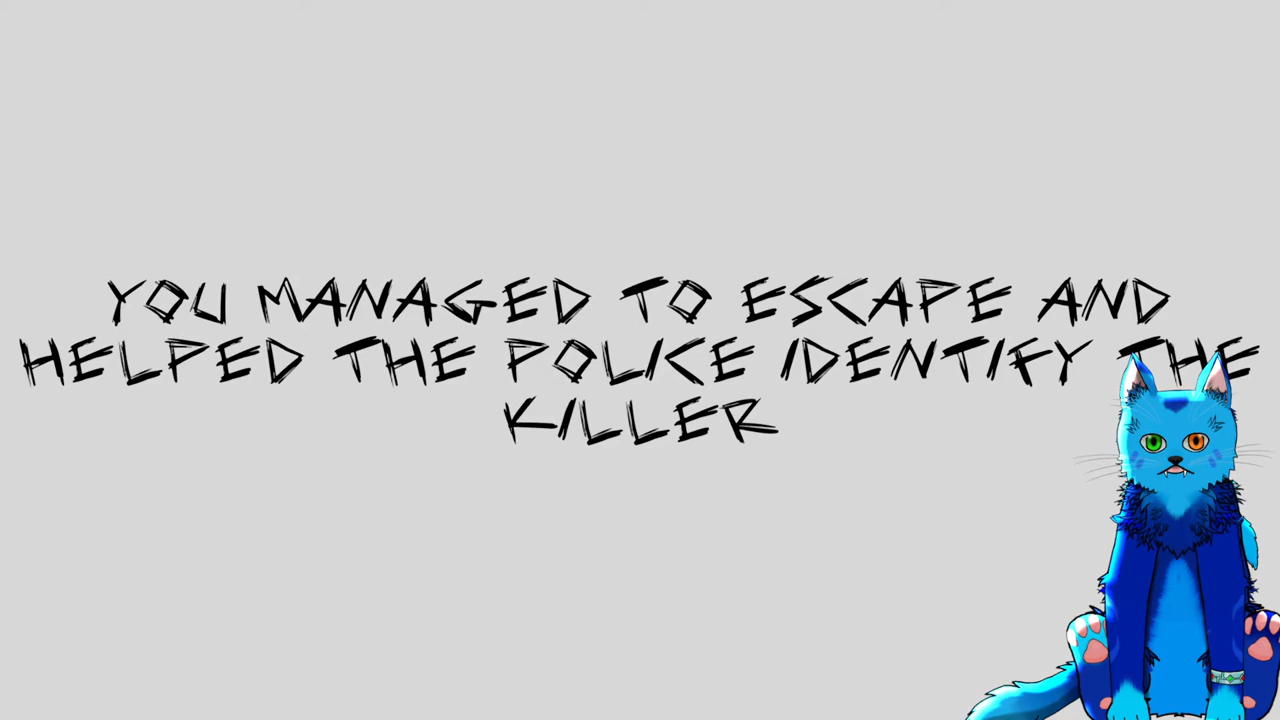 YOU MANAGED TO ESCAPE AND
HELPED THE POLICE IDENTIFY THE
KILLER